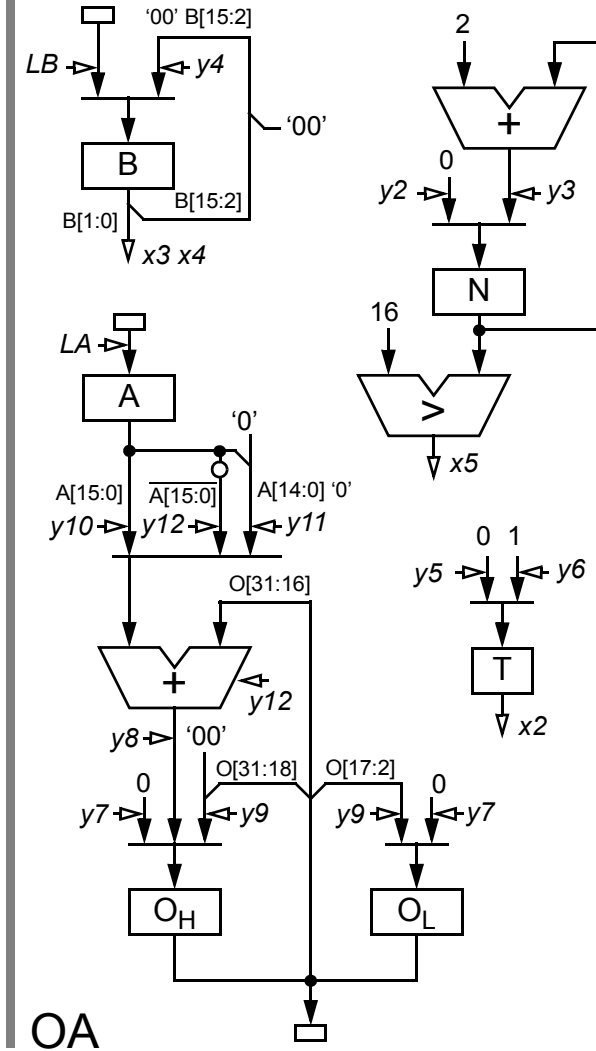 '00' B[15:2]
LB
y4
'00'
B
B[15:2]
B[1:0]
x3 x4
2
+
0
y2
y3
N
16
>
x5
LA
A
'0'
A[15:0]
A[15:0]
A[14:0] '0'
y10
y12
y11
O[31:16]
+
y12
y8
'00'
O[31:18]
O[17:2]
0
0
y7
y9
y9
y7
OH
OL
0 1
y5
y6
T
x2
OA